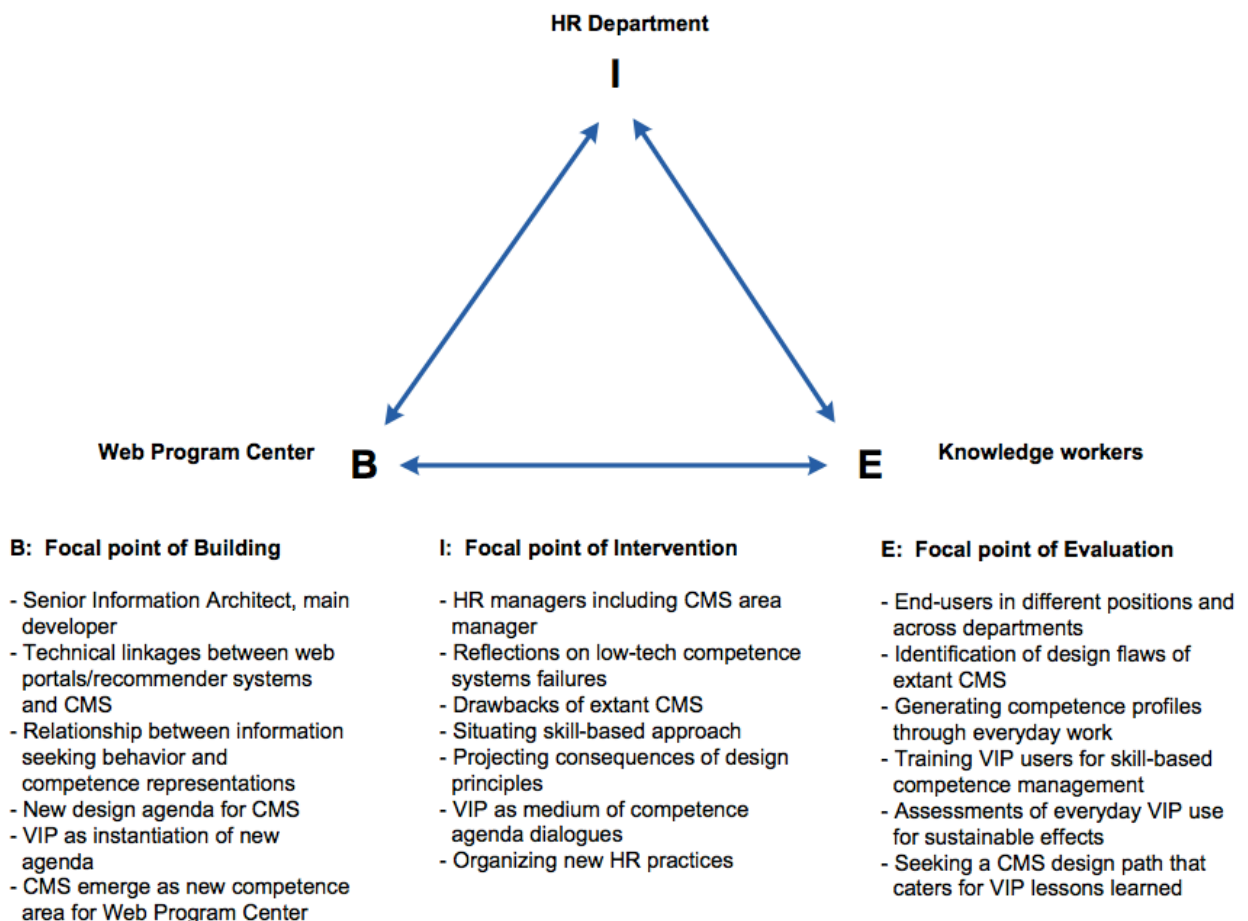 HR Department
I
Web Program Center
B
E
Knowledge workers
B:  Focal point of Building
- Senior Information Architect, main
developer
- Technical linkages between web
portals/recommender systems
and CMS
- Relationship between information
seeking behavior and
competence representations
- New design agenda for CMS
- VIP as instantiation of new
agenda
- CMS emerge as new competence
area for Web Program Center
I:  Focal point of Intervention
- HR managers including CMS area
manager
- Reflections on low-tech competence
systems failures
- Drawbacks of extant CMS
- Situating skill-based approach
- Projecting consequences of design
principles
- VIP as medium of competence
agenda dialogues
- Organizing new HR practices
E:  Focal point of Evaluation
- End-users in different positions and
across departments
- Identification of design flaws of
extant CMS
- Generating competence profiles
through everyday work
- Training VIP users for skill-based
competence management
- Assessments of everyday VIP use
for sustainable effects
- Seeking a CMS design path that
caters for VIP lessons learned